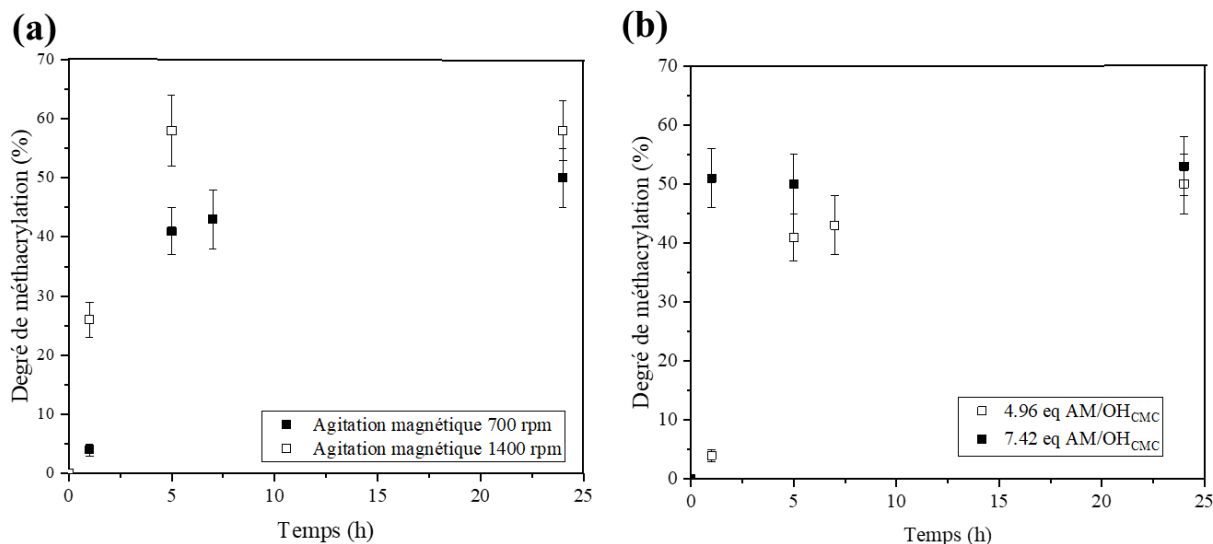 (a)
70
60
50
40
30
20
10
0
0 5 10 15 20 25
Degré de méthacrylation (%)
Temps (h)
Agitation magnétique 700 rpm
Agitation magnétique 1400 rpm
(b)
70
60
50
40
30
20
10
0
0 5 10 15 20 25
Degré de méthacrylation (%)
Temps (h)
4.96 eq AM/OHCMC
7.42 eq AM/OHCMC